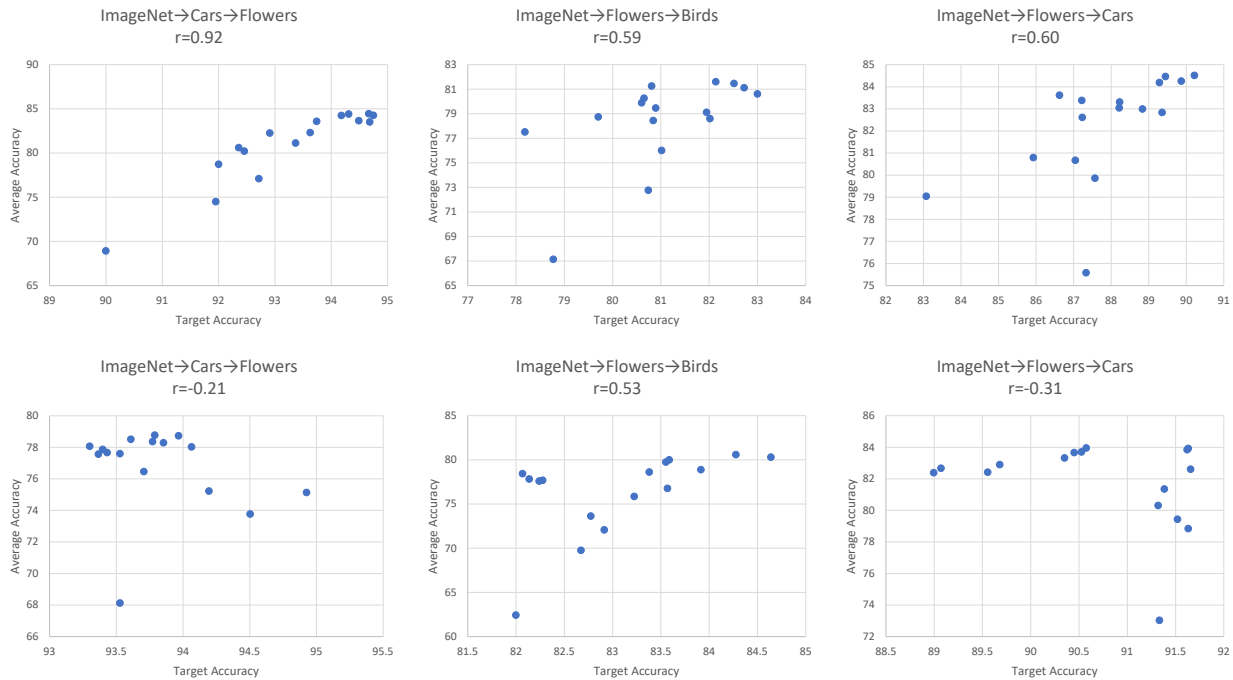 ImageNet→Cars→Flowers
r=0.92
90
85
80
75
70
65
Average Accuracy
89 90 91 92 93 94 95
Target Accuracy
ImageNet→Flowers→Birds
r=0.59
83
81
79
77
75
73
71
69
67
65
Average Accuracy
77 78 79 80 81 82 83 84
Target Accuracy
ImageNet→Flowers→Cars
r=0.60
85
84
83
82
81
80
79
78
77
76
75
Average Accuracy
82 83 84 85 86 87 88 89 90 91
Target Accuracy
ImageNet→Cars→Flowers
r=-0.21
80
78
76
74
72
70
68
66
Average Accuracy
93 93.5 94 94.5 95 95.5
Target Accuracy
ImageNet→Flowers→Birds
r=0.53
85
80
75
70
65
60
Average Accuracy
81.5 82 82.5 83 83.5 84 84.5 85
Target Accuracy
ImageNet→Flowers→Cars
r=-0.31
86
84
82
80
78
76
74
72
Average Accuracy
88.5 89 89.5 90 90.5 91 91.5 92
Target Accuracy